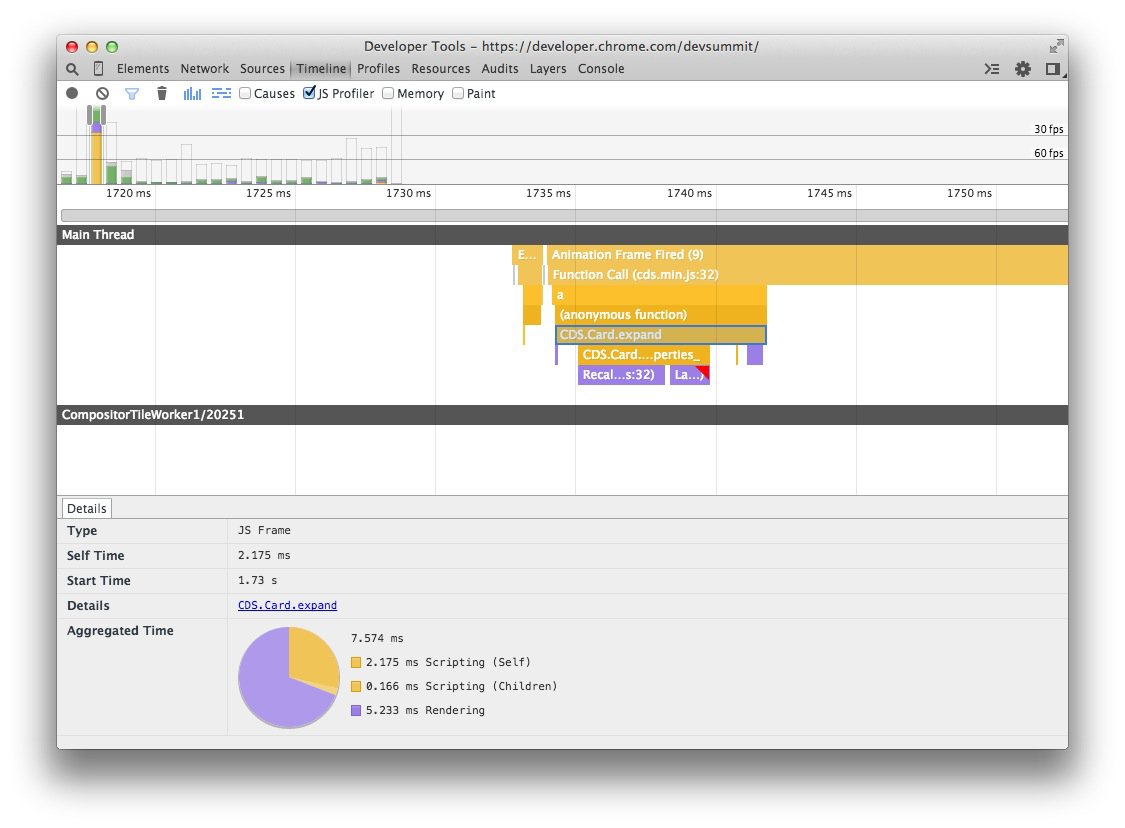 Developer Tools - https://developer.chrome.com/devsummit/
Elements Network Sources Timeline Profiles Resources Audits Layers Console
Causes JS Profiler Memory Paint
30 fps
60 fps
1720 ms 1725 ms 1730 ms 1735 ms 1740 ms 1745 ms 1750 ms
Main Thread
E... Animation Frame Fired (9)
Function Call (cds.min.js:32)
a
(anonymous function)
CDS.Card.expand
CDS.Card....perties_
Recal...s:32) La...)
CompositorTileWorker1/20251
Details
Type JS Frame
Self Time 2.175 ms
Start Time 1.73 s
Details CDS.Card.expand
Aggregated Time
7.574 ms
2.175 ms Scripting (Self)
0.166 ms Scripting (Children)
5.233 ms Rendering